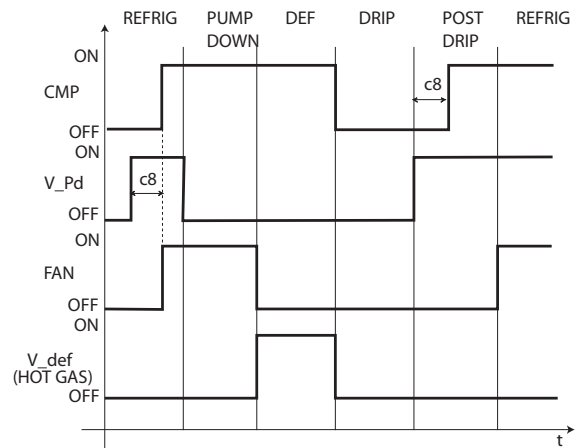 REFRIG PUMP DOWN DEF DRIP POST DRIP REFRIG
ON
CMP
c8
OFF
ON
V_Pd
c8
OFF
ON
FAN
OFF
ON
V_def
(HOT GAS)
OFF
t